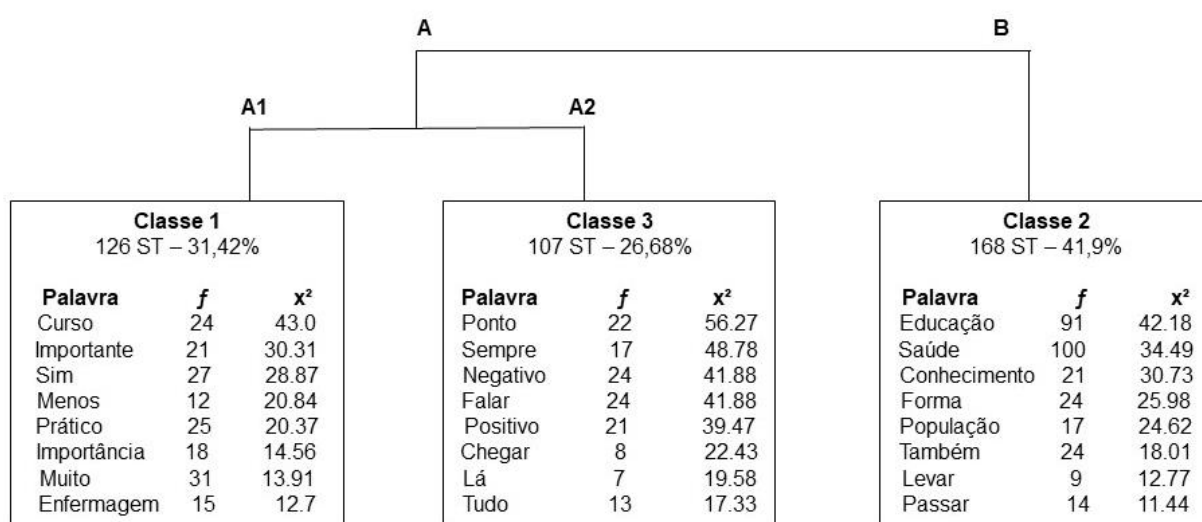 A B
A1 A2
Classe 1
126 ST – 31,42%
Palavra ƒ x²
Curso 24 43.0
Importante 21 30.31
Sim 27 28.87
Menos 12 20.84
Prático 25 20.37
Importância 18 14.56
Muito 31 13.91
Enfermagem 15 12.7
Classe 3
107 ST – 26,68%
Palavra ƒ x²
Ponto 22 56.27
Sempre 17 48.78
Negativo 24 41.88
Falar 24 41.88
Positivo 21 39.47
Chegar 8 22.43
Lá 7 19.58
Tudo 13 17.33
Classe 2
168 ST – 41,9%
Palavra ƒ x²
Educação 91 42.18
Saúde 100 34.49
Conhecimento 21 30.73
Forma 24 25.98
População 17 24.62
Também 24 18.01
Levar 9 12.77
Passar 14 11.44